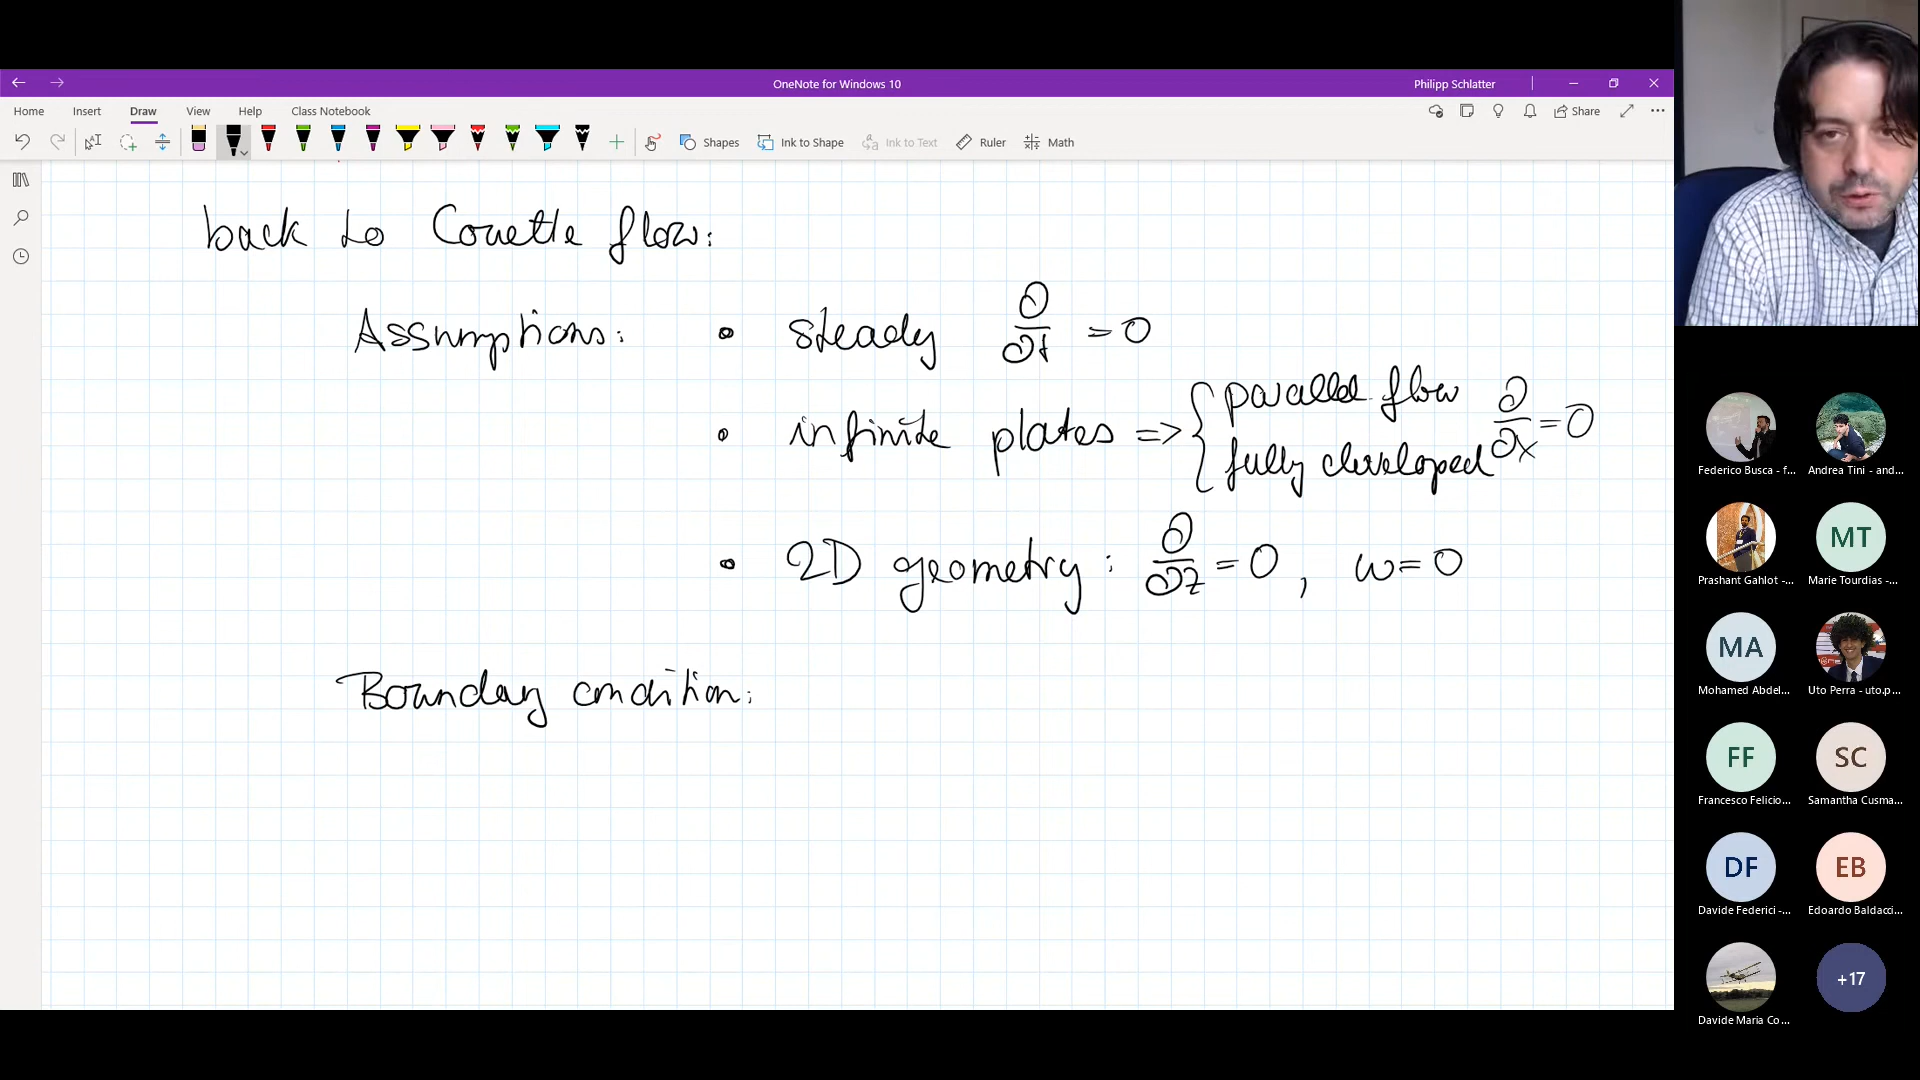 OneNote for Windows 10
Philipp Schlatter
Home Insert Draw View Help Class Notebook
Share
Shapes Ink to Shape Ink to Text Ruler Math
back to Couette flow:
Assumptions: • steady ∂/∂t = 0
• infinite plates => { parallel flow fully developed ∂/∂x = 0
• 2D geometry: ∂/∂z = 0, w = 0
Boundary condition:
Federico Busca - f... Andrea Tini - and...
MT
Prashant Gahlot -... Marie Tourdias -...
MA
Mohamed Abdel... Uto Perra - uto.p...
FF SC
Francesco Felicio... Samantha Cusma...
DF EB
Davide Federici -... Edoardo Baldacci...
+17
Davide Maria Co...